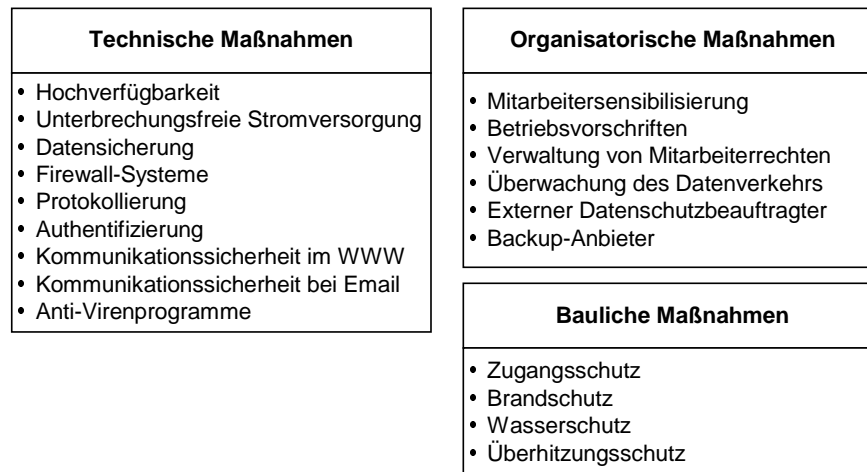 Technische Maßnahmen
• Hochverfügbarkeit
• Unterbrechungsfreie Stromversorgung
• Datensicherung
• Firewall-Systeme
• Protokollierung
• Authentifizierung
• Kommunikationssicherheit im WWW
• Kommunikationssicherheit bei Email
• Anti-Virenprogramme
Organisatorische Maßnahmen
• Mitarbeitersensibilisierung
• Betriebsvorschriften
• Verwaltung von Mitarbeiterrechten
• Überwachung des Datenverkehrs
• Externer Datenschutzbeauftragter
• Backup-Anbieter
Bauliche Maßnahmen
• Zugangsschutz
• Brandschutz
• Wasserschutz
• Überhitzungsschutz